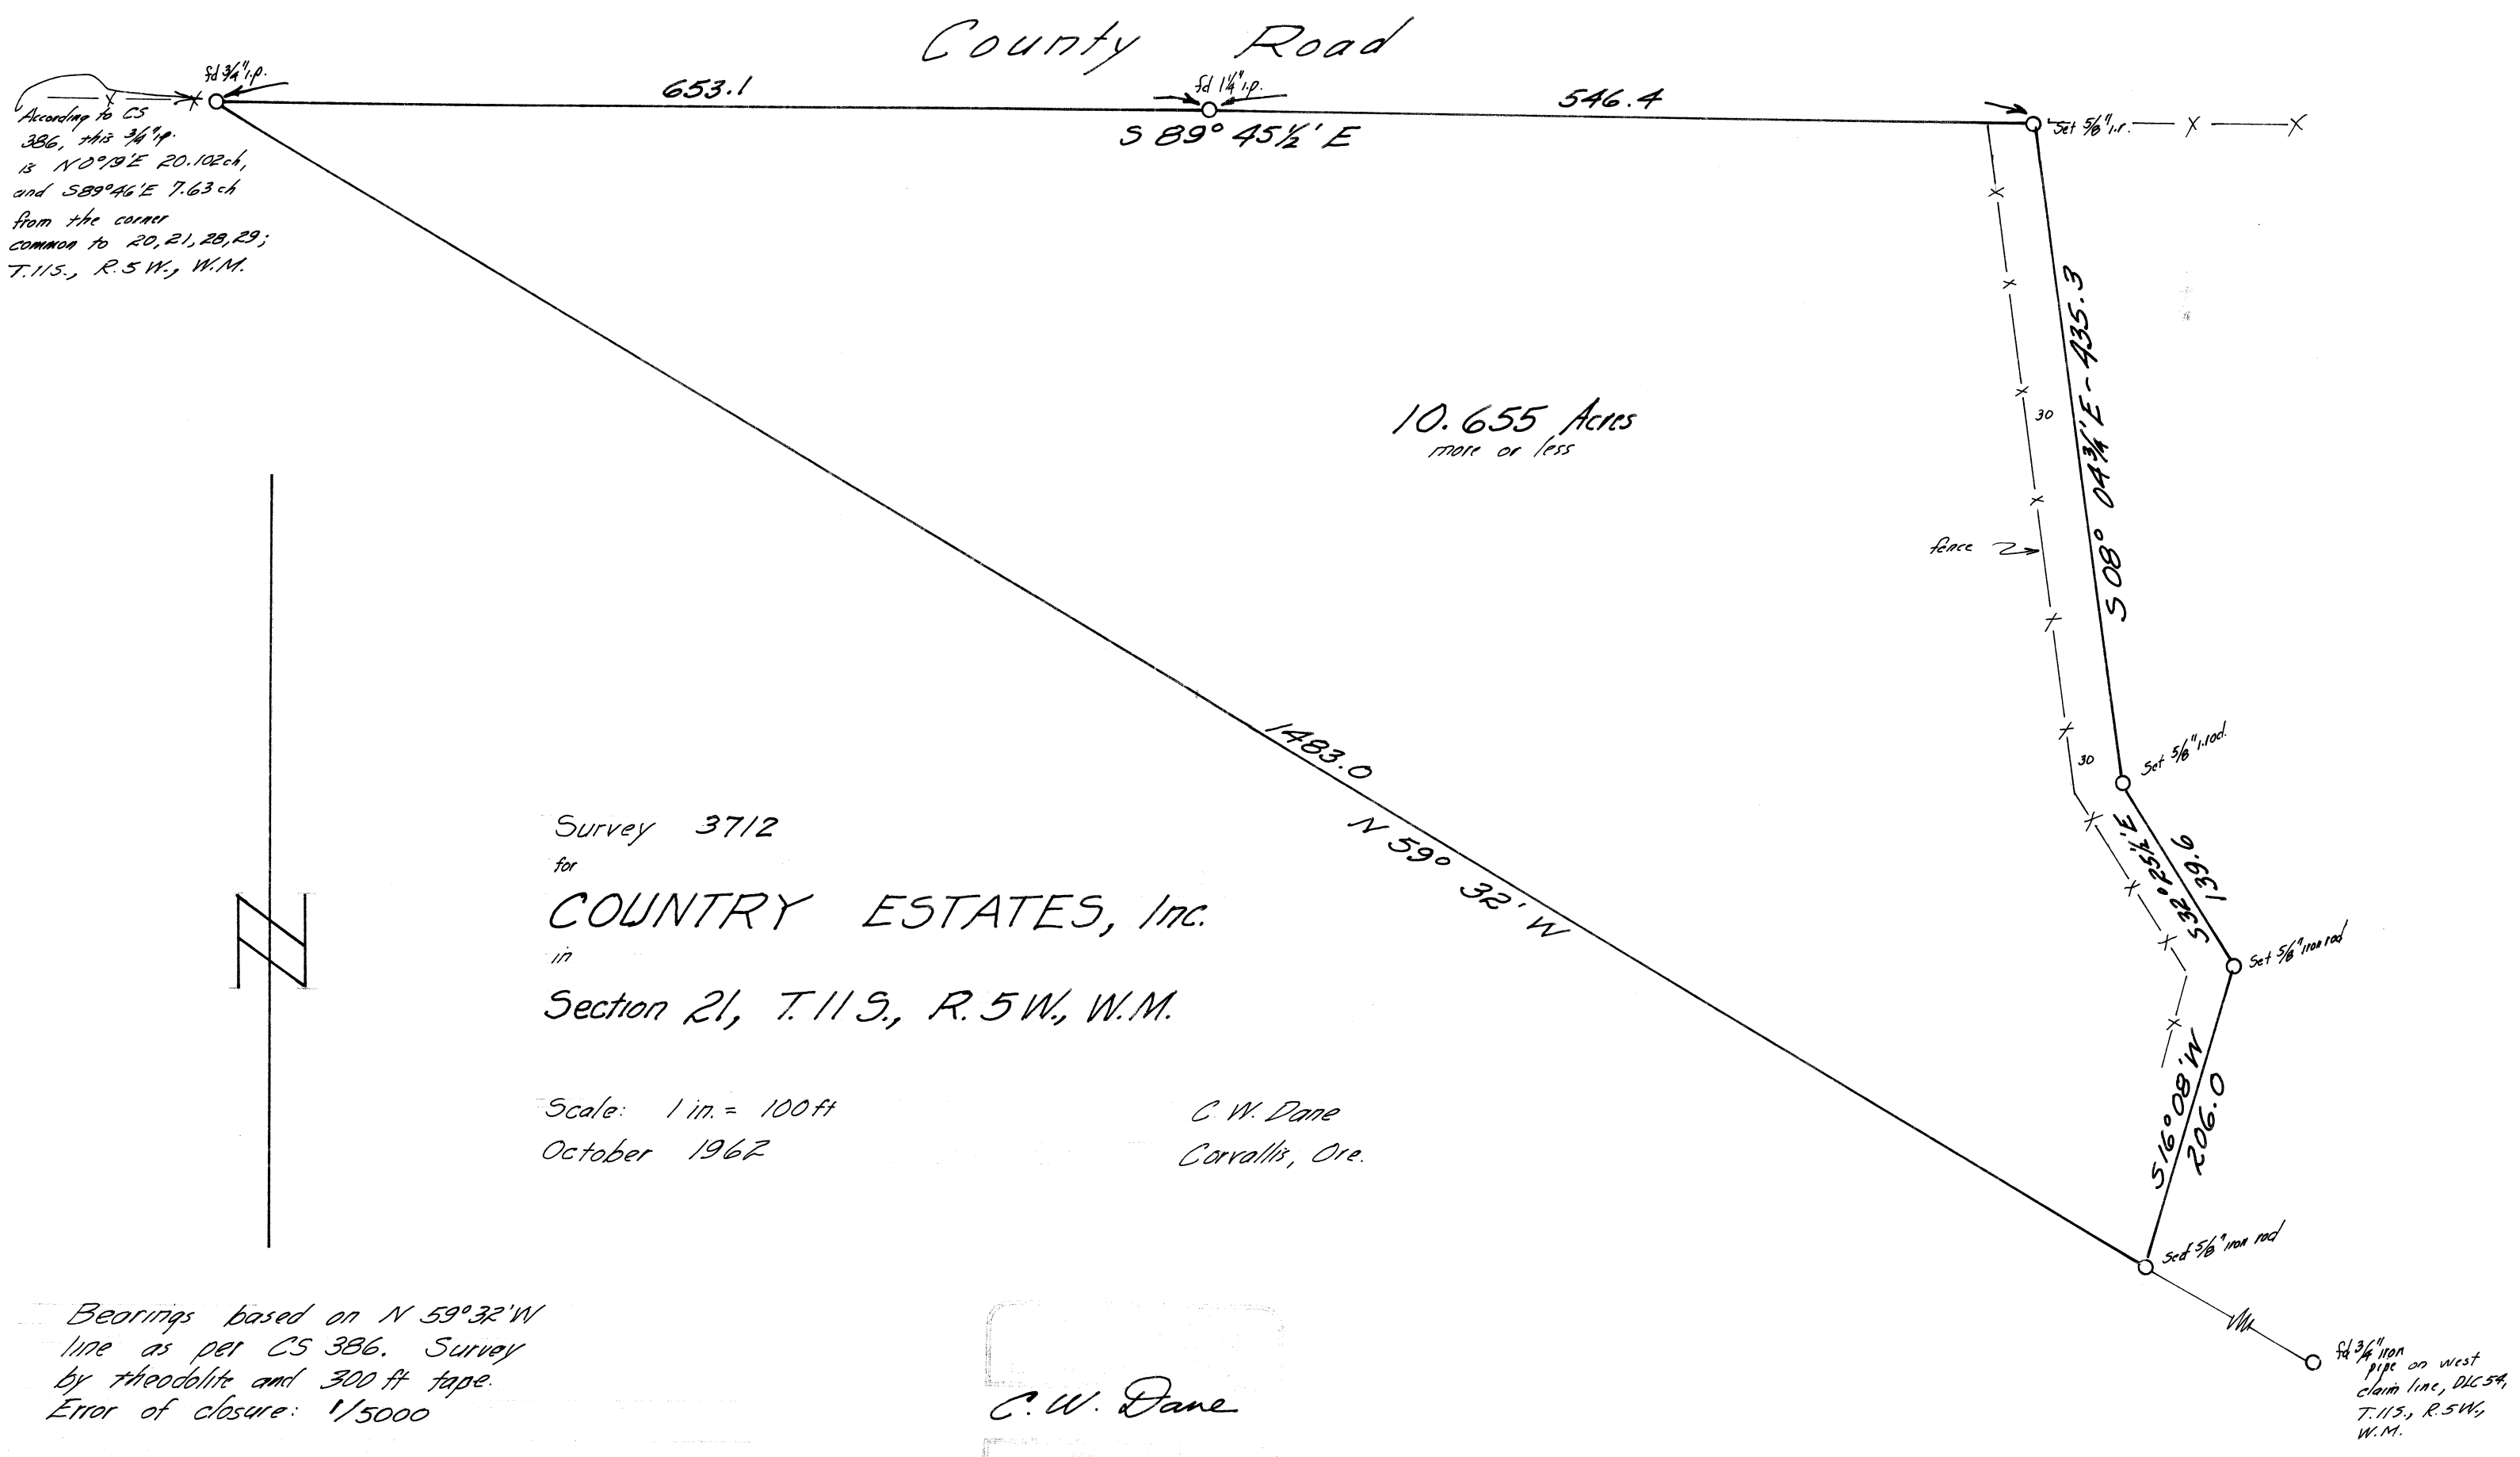 County Road
fd 3/4" i.p.
653.1
fd 1 1/4" i.p.
546.4
S 89° 45 1/2' E
Set 5/8" i.r.
According to CS
386, this 3/4" i.p.
is N 0°19' E 20.102 ch,
and S 89°46' E 7.63 ch
from the corner
common to 20, 21, 28, 29;
T.11S., R.5W., W.M.
S 08° 04 3/4' E - 435.3
10.655 Acres
more or less
30
fence
30
Set 5/8" i.rod.
S 32° 25 1/2' E
139.6
Set 5/8" iron rod
1483.0
N 59° 32' W
S 16° 08' W
206.0
Set 5/8" iron rod
fd 3/4" iron
pipe on west
claim line, DLC 54,
T.11S., R.5W.,
W.M.
N
Survey 3712
for
COUNTRY ESTATES, Inc.
in
Section 21, T.11S., R.5W., W.M.
Scale: 1 in. = 100 ft
October 1962
C. W. Dane
Corvallis, Ore.
Bearings based on N 59°32' W
line as per CS 386. Survey
by theodolite and 300 ft tape.
Error of closure: 1/5000
C. W. Dane